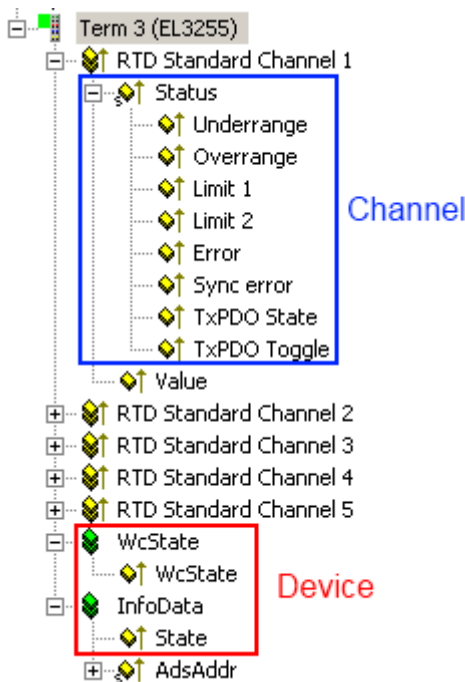 Term 3 (EL3255)
RTD Standard Channel 1
Status
Underrange
Overrange
Limit 1
Limit 2
Channel
Error
Sync error
TxPDO State
TxPDO Toggle
Value
RTD Standard Channel 2
RTD Standard Channel 3
RTD Standard Channel 4
RTD Standard Channel 5
WcState
WcState
Device
InfoData
State
AdsAddr